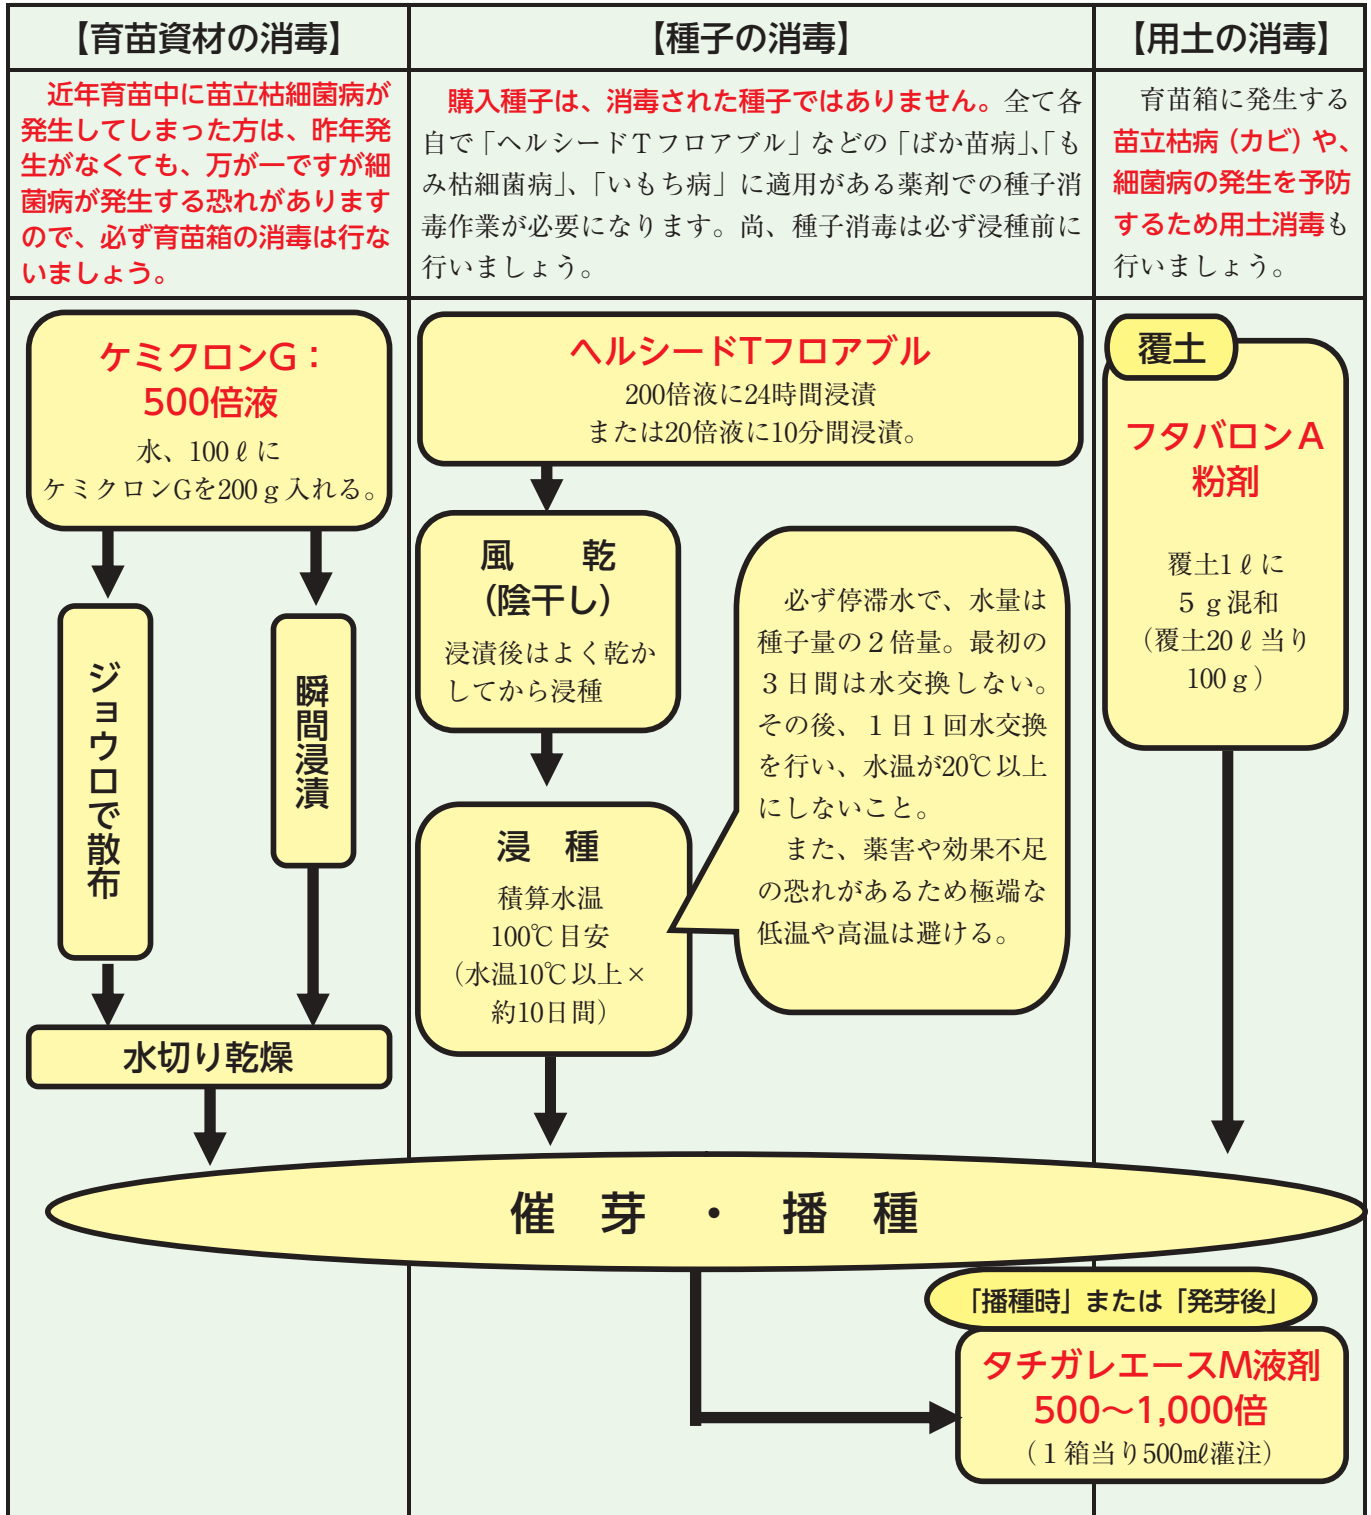 【育苗資材の消毒】
近年育苗中に苗立枯細菌病が
発生してしまった方は、昨年発
生がなくても、万が一ですが細
菌病が発生する恐れがあります
ので、必ず育苗箱の消毒は行な
いましょう。
ケミクロンG：
500倍液
水、100ℓに
ケミクロンGを200ｇ入れる。
ジョウロで散布
瞬間浸漬
水切り乾燥
【種子の消毒】
購入種子は、消毒された種子ではありません。全て各
自で「ヘルシードＴフロアブル」などの「ばか苗病」、「も
み枯細菌病」、「いもち病」に適用がある薬剤での種子消
毒作業が必要になります。尚、種子消毒は必ず浸種前に
行いましょう。
ヘルシードTフロアブル
200倍液に24時間浸漬
または20倍液に10分間浸漬。
風　乾
（陰干し）
浸漬後はよく乾か
してから浸種
浸　種
積算水温
100℃目安
（水温10℃以上×
約10日間）
必ず停滞水で、水量は
種子量の２倍量。最初の
３日間は水交換しない。
その後、１日１回水交換
を行い、水温が20℃以上
にしないこと。
また、薬害や効果不足
の恐れがあるため極端な
低温や高温は避ける。
【用土の消毒】
育苗箱に発生する
苗立枯病（カビ）や、
細菌病の発生を予防
するため用土消毒も
行いましょう。
覆土
フタバロンA
粉剤
覆土1ℓに
５ｇ混和
（覆土20ℓ当り
100ｇ）
催　芽　・　播　種
「播種時」または「発芽後」
タチガレエースM液剤
500〜1,000倍
（１箱当り500mℓ灌注）